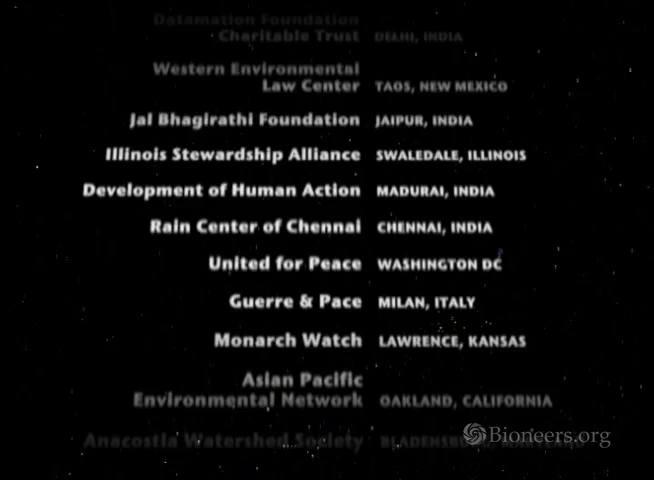 Datamation Foundation
Charitable Trust DELHI, INDIA
Western Environmental
Law Center TAOS, NEW MEXICO
Jal Bhagirathi Foundation JAIPUR, INDIA
Illinois Stewardship Alliance SWALEDALE, ILLINOIS
Development of Human Action MADURAI, INDIA
Rain Center of Chennai CHENNAI, INDIA
United for Peace WASHINGTON DC
Guerre & Pace MILAN, ITALY
Monarch Watch LAWRENCE, KANSAS
Asian Pacific
Environmental Network OAKLAND, CALIFORNIA
Anacostia Watershed Society BLADENSBURG, MARYLAND
Bioneers.org